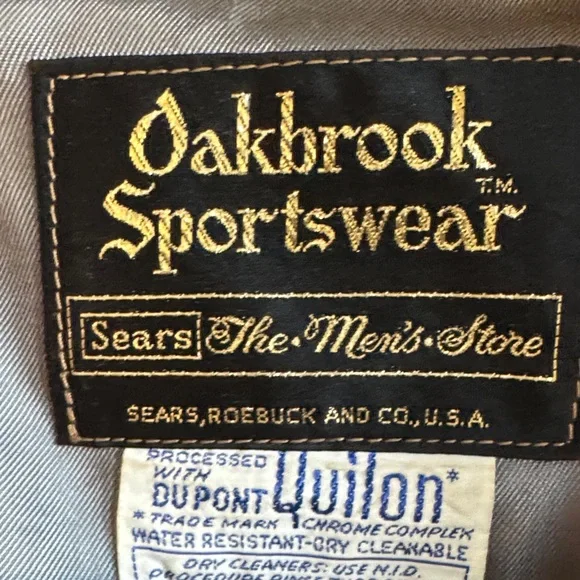 Oakbrook
T.M.
Sportswear
Sears The·Men's·Store
SEARS, ROEBUCK AND CO., U.S.A.
PROCESSED
WITH
DU PONT Quilon*
* TRADE MARK CHROME COMPLEX
WATER RESISTANT-DRY CLEANABLE
DRY CLEANERS: USE N.I.D.